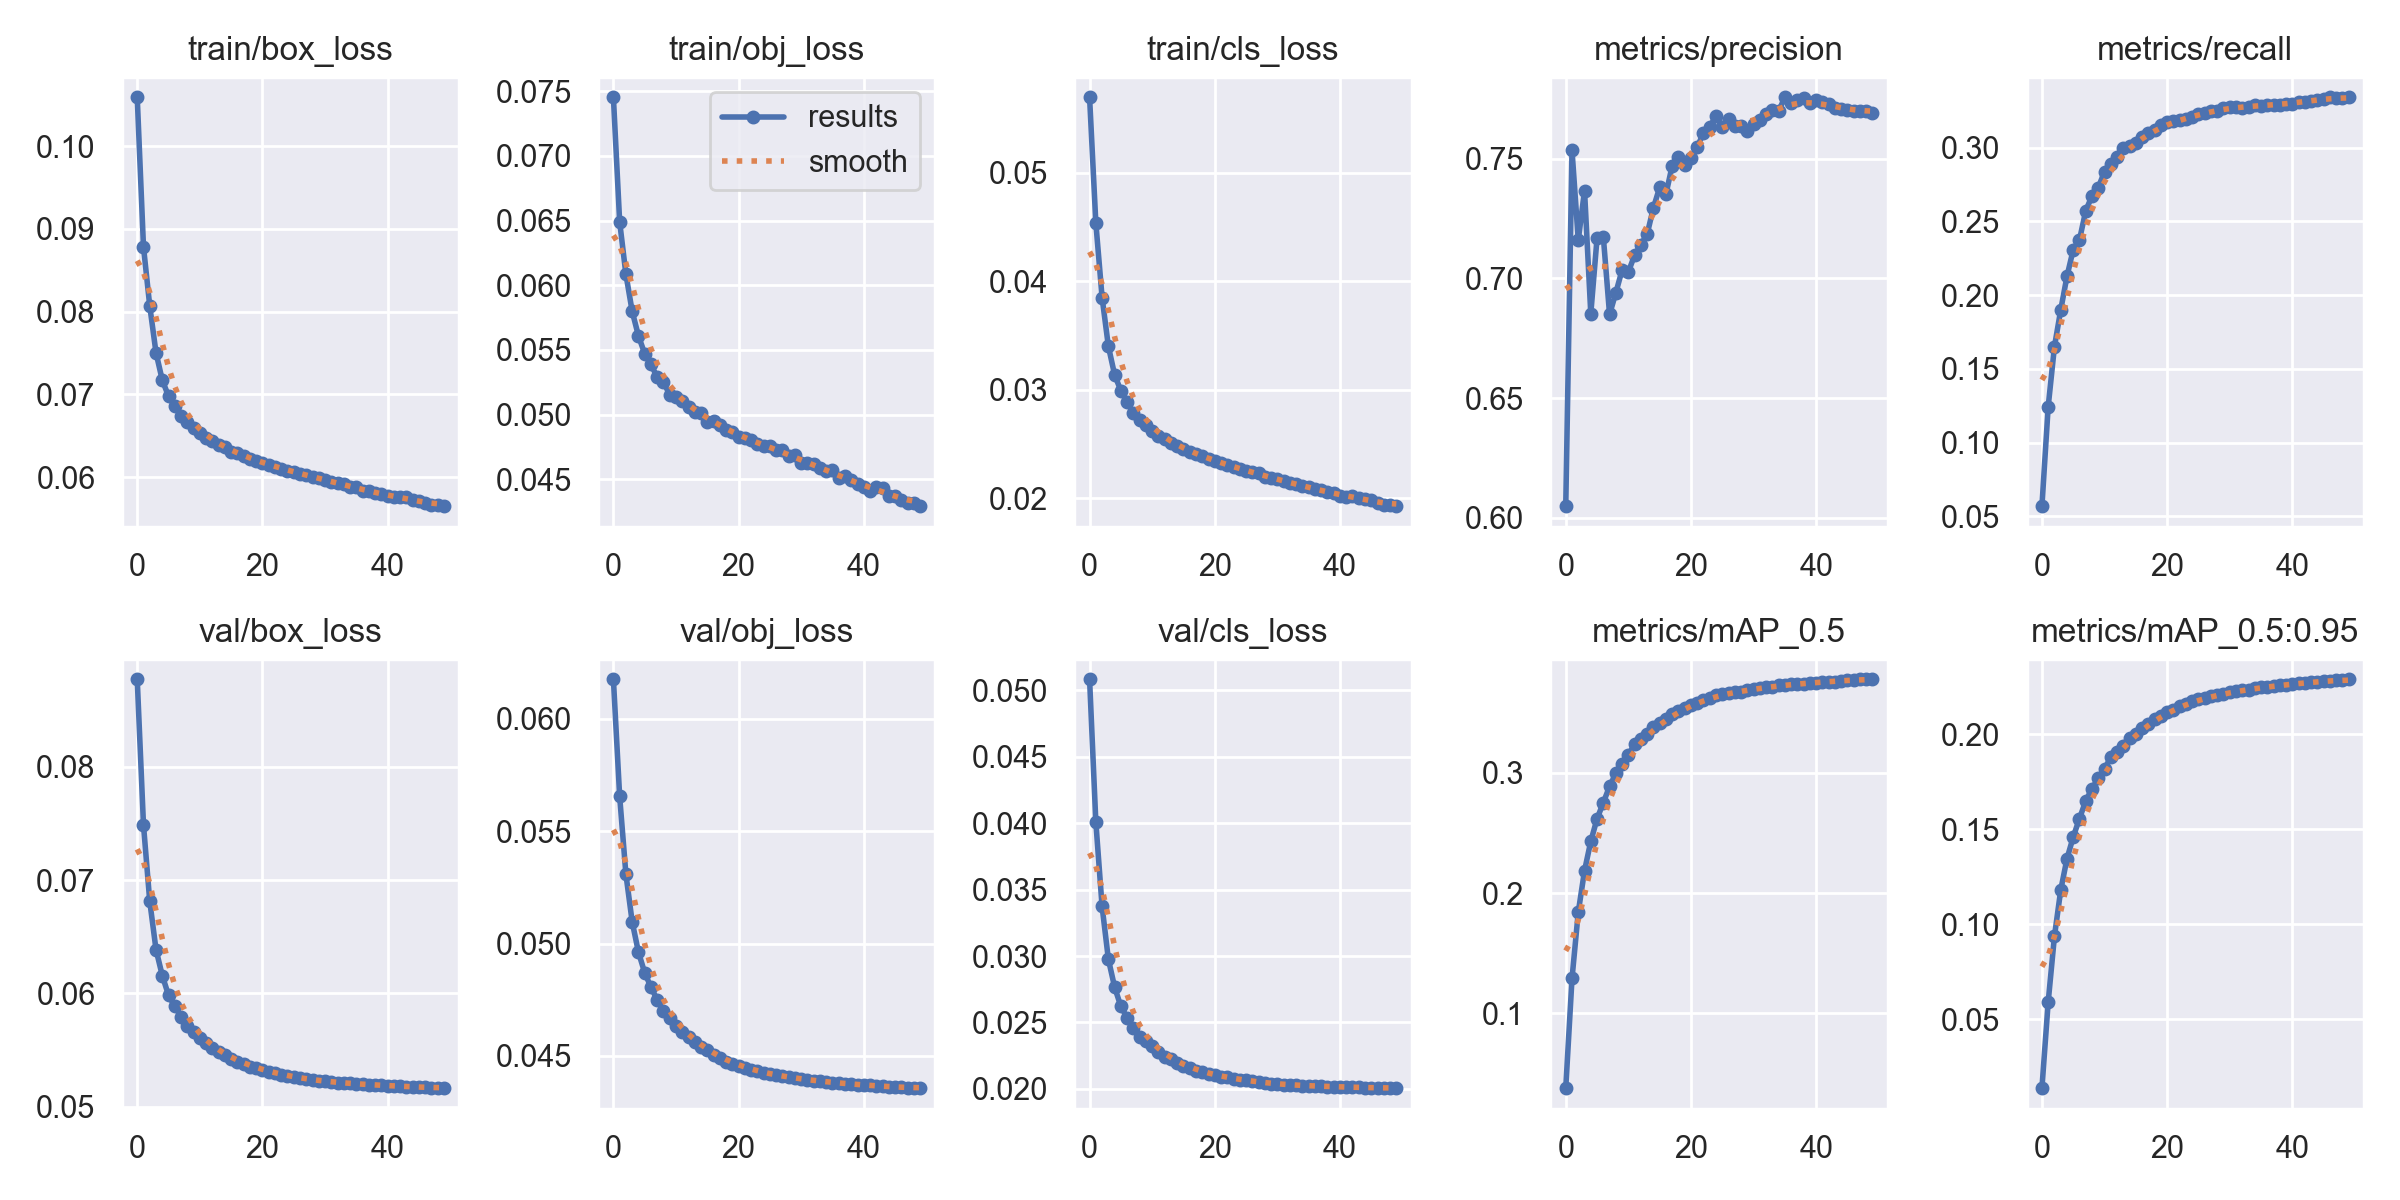 train/box_loss
0.10
0.09
0.08
0.07
0.06
0 20 40
train/obj_loss
results
smooth
0.075
0.070
0.065
0.060
0.055
0.050
0.045
0 20 40
train/cls_loss
0.05
0.04
0.03
0.02
0 20 40
metrics/precision
0.75
0.70
0.65
0.60
0 20 40
metrics/recall
0.30
0.25
0.20
0.15
0.10
0.05
0 20 40
val/box_loss
0.08
0.07
0.06
0.05
0 20 40
val/obj_loss
0.060
0.055
0.050
0.045
0 20 40
val/cls_loss
0.050
0.045
0.040
0.035
0.030
0.025
0.020
0 20 40
metrics/mAP_0.5
0.3
0.2
0.1
0 20 40
metrics/mAP_0.5:0.95
0.20
0.15
0.10
0.05
0 20 40